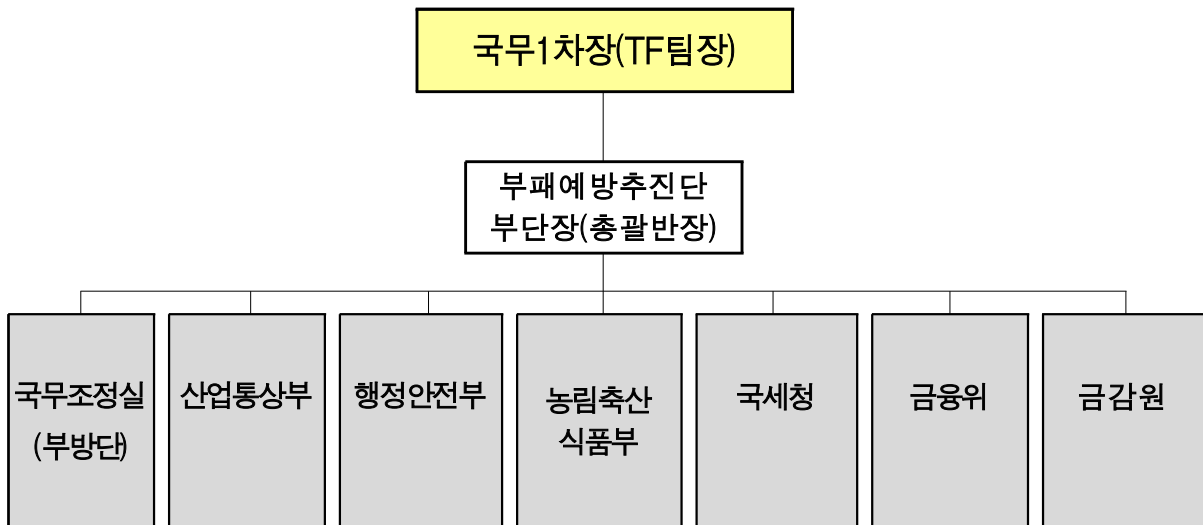 국무1차장(TF팀장)
부패예방추진단
부단장(총괄반장)
국무조정실
(부방단)
산업통상부
행정안전부
농림축산
식품부
국세청
금융위
금감원